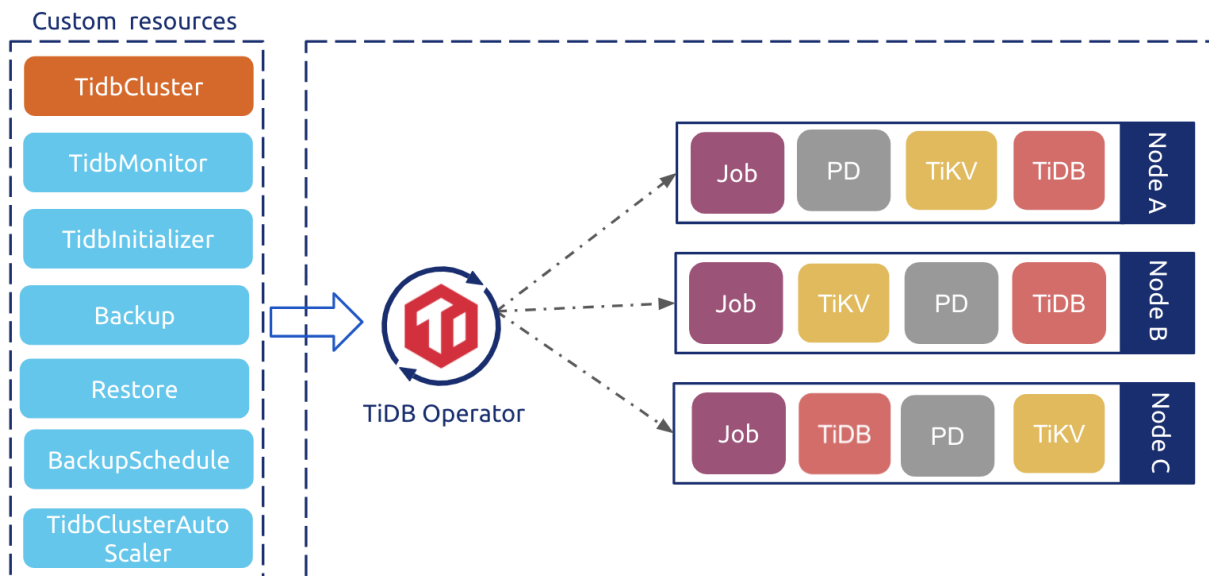 Custom resources
TidbCluster
TidbMonitor
TidbInitializer
Backup
Restore
BackupSchedule
TidbClusterAuto
Scaler
Ti
TiDB Operator
Job PD TiKV TiDB Node A
Job TiKV PD TiDB Node B
Job TiDB PD TiKV Node C